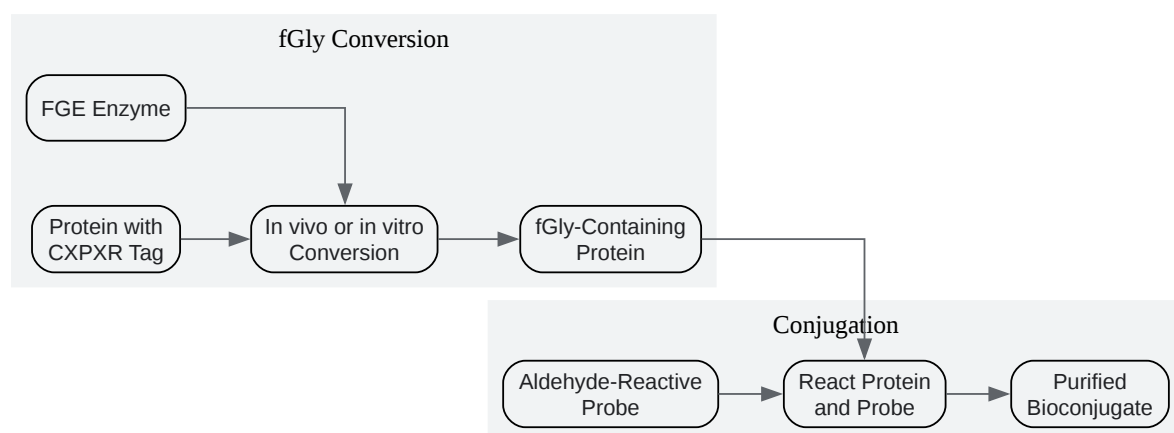 fGly Conversion
FGE Enzyme
Protein with
CXPXR Tag
In vivo or in vitro
Conversion
fGly-Containing
Protein
Conjugation
Aldehyde-Reactive
Probe
React Protein
and Probe
Purified
Bioconjugate